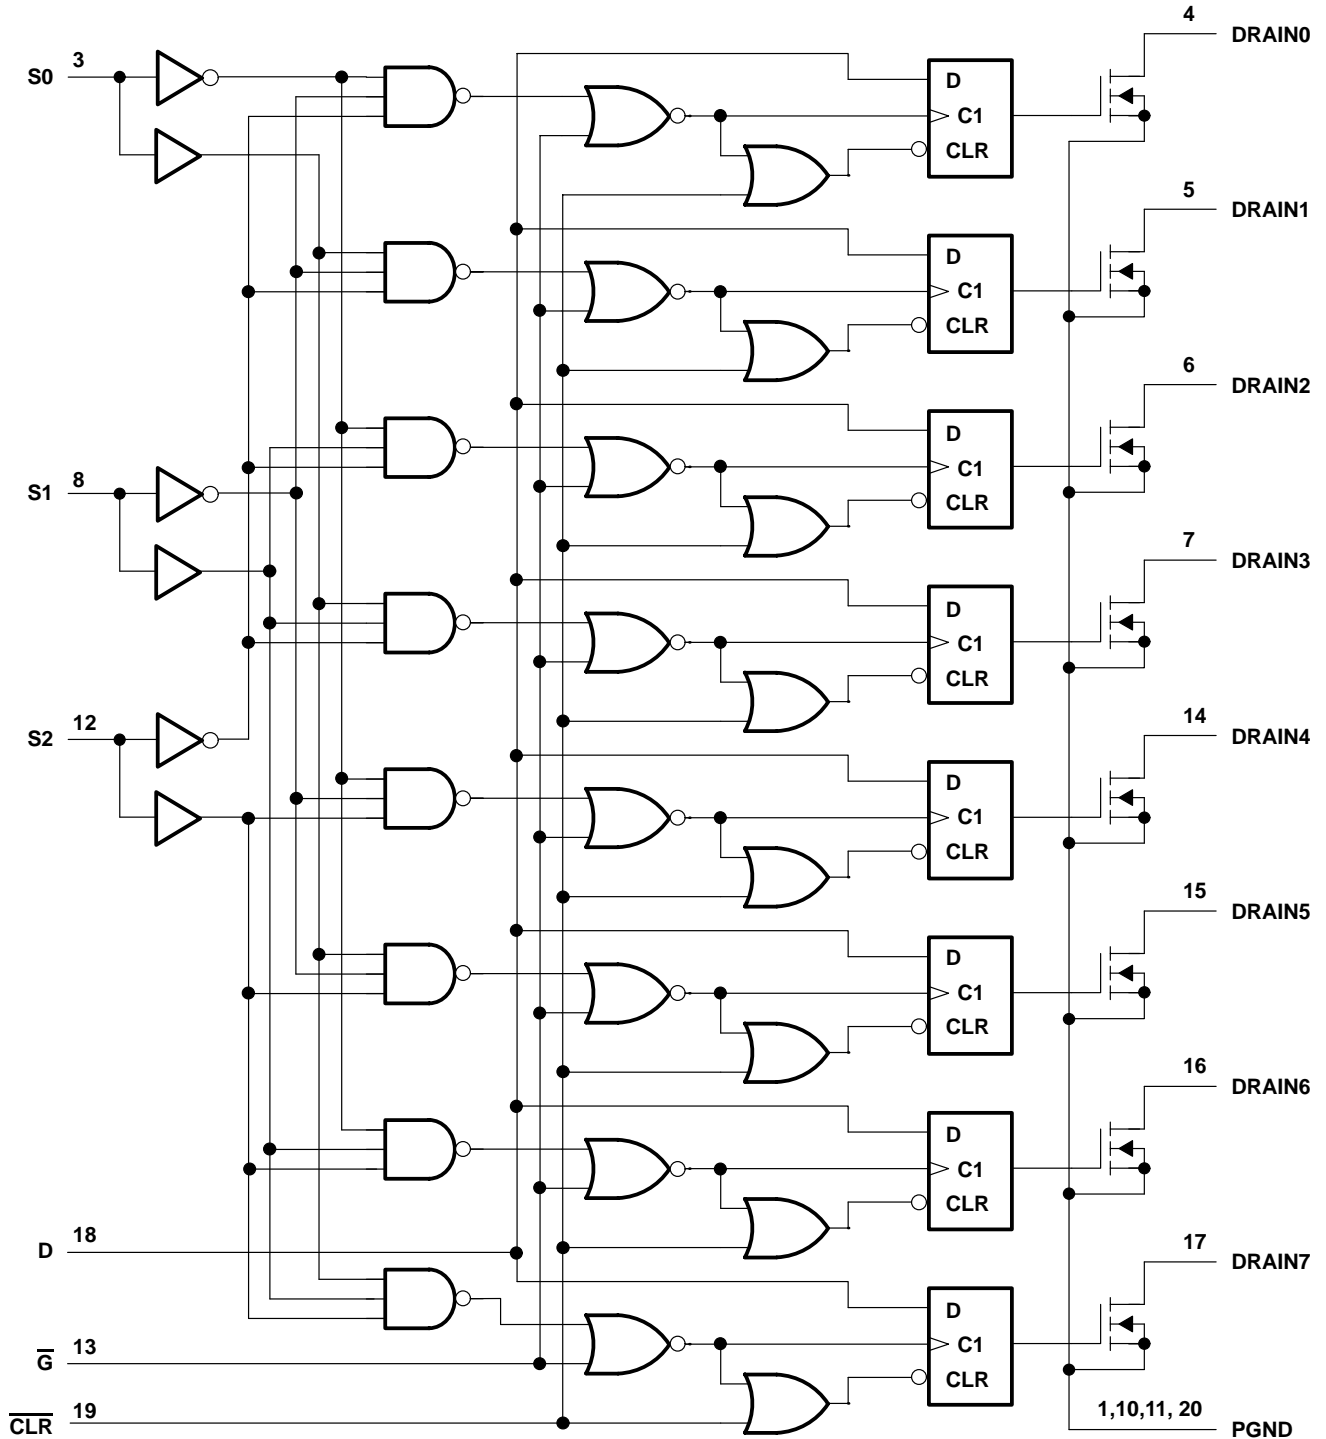 4
DRAIN0
S0 3
D
C1
CLR
5
DRAIN1
D
C1
CLR
6
DRAIN2
D
C1
CLR
S1 8
7
DRAIN3
D
C1
CLR
S2 12
14
DRAIN4
D
C1
CLR
15
DRAIN5
D
C1
CLR
16
DRAIN6
D
C1
CLR
D 18
17
DRAIN7
D
C1
CLR
G̅ 13
C̅L̅R̅ 19
1,10,11, 20
PGND